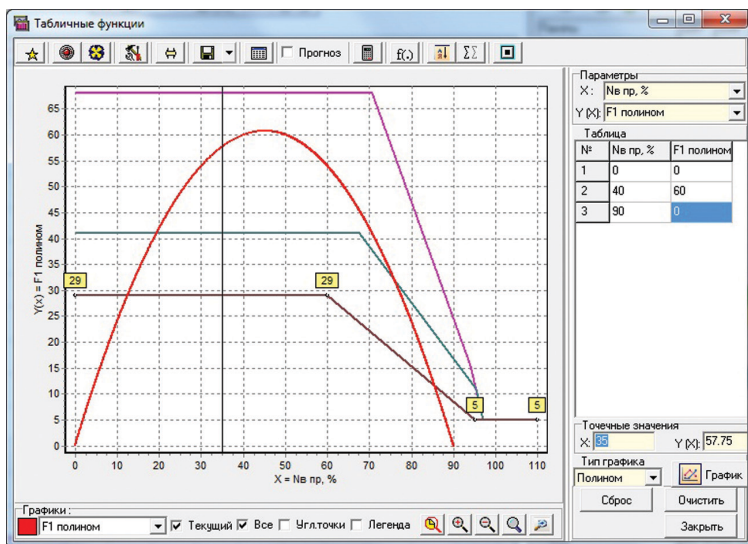 Табличные функции
Прогноз
f(.)
ΣΣ
65
60
55
50
45
40
35
30
25
20
15
10
5
0
Y(x) = F1 полином
29
29
5
5
0 10 20 30 40 50 60 70 80 90 100 110
X = Nв пр, %
Графики :
F1 полином
Текущий
Все
Угл.точки
Легенда
Параметры
X : Nв пр, %
Y (X): F1 полином
Таблица
№ Nв пр, % F1 полином
1 0 0
2 40 60
3 90 0
Точечные значения
X: 35 Y (X): 57.75
Тип графика
Полином График
Сброс Очистить
Закрыть